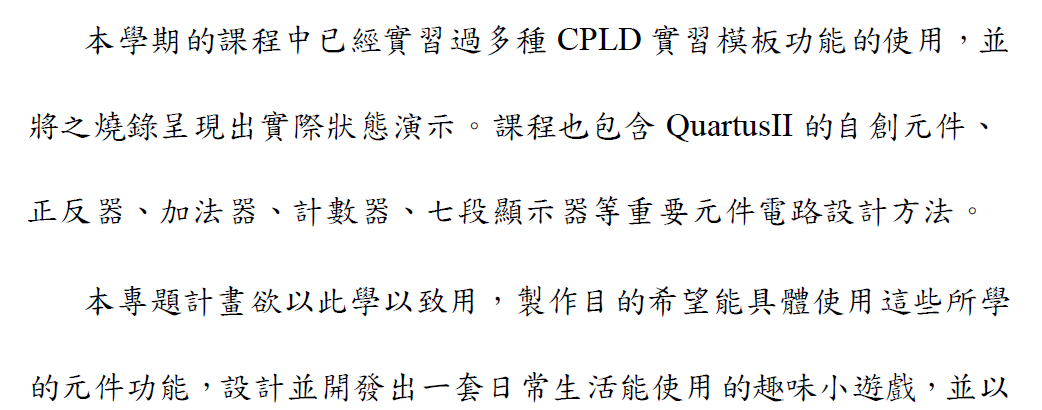 本學期的課程中已經實習過多種 CPLD 實習模板功能的使用，並
將之燒錄呈現出實際狀態演示。課程也包含 QuartusII 的自創元件、
正反器、加法器、計數器、七段顯示器等重要元件電路設計方法。
本專題計畫欲以此學以致用，製作目的希望能具體使用這些所學
的元件功能，設計並開發出一套日常生活能使用的趣味小遊戲，並以